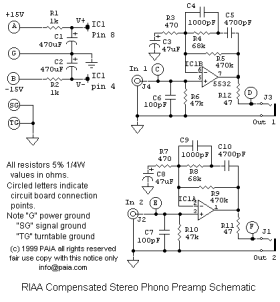 +15V
R1
1k
V+
IC1
Pin 8
A
C1
470uF
G
C2
470uF
B
R2
1k
V-
IC1
pin 4
-15V
SG
TG
C4
1000pF
C5
4700pF
R3
470
R4
68k
C3
47uF
R5
470k
IC1B
5532
In 1
C
J4
C6
100pF
R6
47k
R12
47
D
J3
Out 1
C9
1000pF
C10
4700pF
R7
470
R8
68k
C8
47uF
R9
470k
IC1A
In 2
E
J2
C7
100pF
R10
47k
R11
47
F
J1
Out 2
All resistors 5% 1/4W
values in ohms.
Circled letters indicate
circuit board connection
points.
Note "G" power ground
"SG" signal ground
"TG" turntable ground
(c) 1999 PAiA all rights reserved
fair use copy with this notice only
info@paia.com
RIAA Compensated Stereo Phono Preamp Schematic